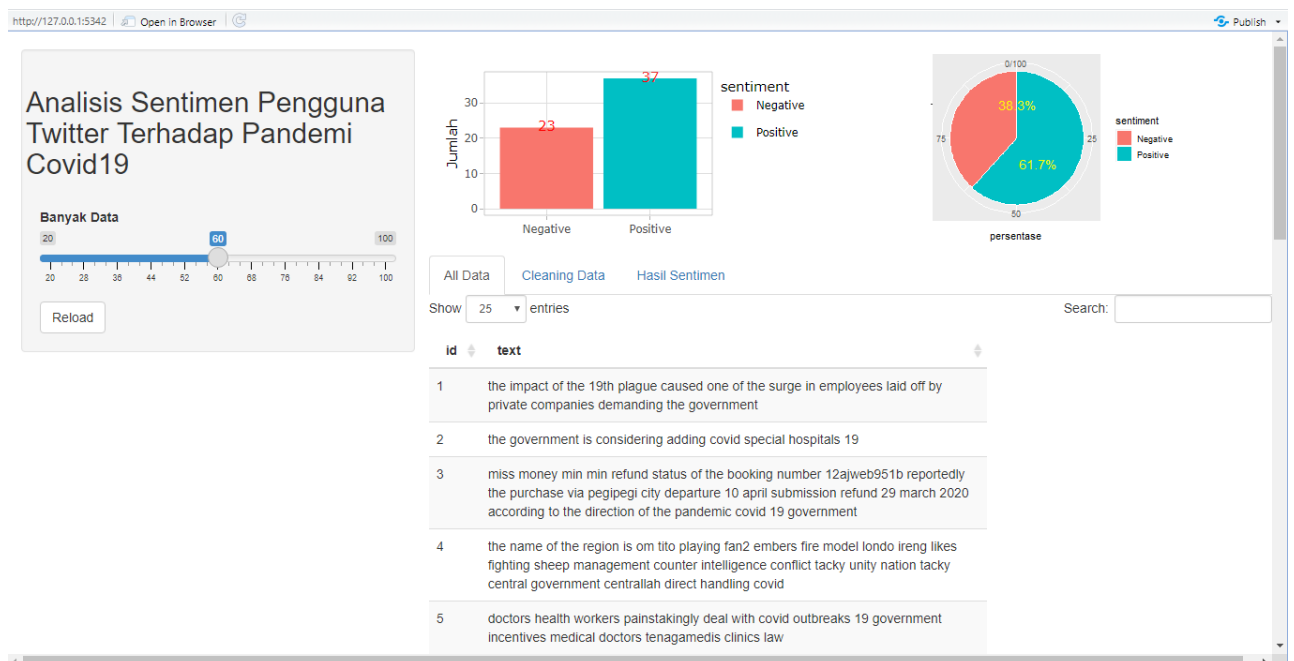 http://127.0.0.1:5342 Open in Browser Publish
Analisis Sentimen Pengguna
Twitter Terhadap Pandemi
Covid19
Banyak Data
20 60 100
20 28 36 44 52 60 68 76 84 92 100
Reload
Jumlah
30
20
10
0
23
37
Negative Positive
sentiment
Negative
Positive
0/100
25
50
75
38.3%
61.7%
persentase
sentiment
Negative
Positive
All Data Cleaning Data Hasil Sentimen
Show 25 entries Search:
id text
1 the impact of the 19th plague caused one of the surge in employees laid off by
private companies demanding the government
2 the government is considering adding covid special hospitals 19
3 miss money min min refund status of the booking number 12ajweb951b reportedly
the purchase via pegipegi city departure 10 april submission refund 29 march 2020
according to the direction of the pandemic covid 19 government
4 the name of the region is om tito playing fan2 embers fire model londo ireng likes
fighting sheep management counter intelligence conflict tacky unity nation tacky
central government centrallah direct handling covid
5 doctors health workers painstakingly deal with covid outbreaks 19 government
incentives medical doctors tenagamedis clinics law